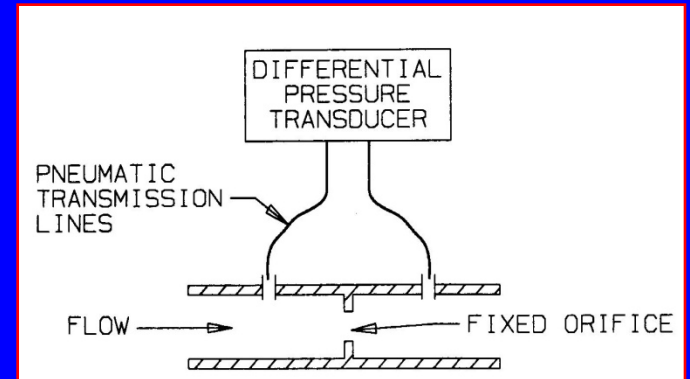 DIFFERENTIAL
PRESSURE
TRANSDUCER
PNEUMATIC
TRANSMISSION
LINES
FLOW
FIXED ORIFICE